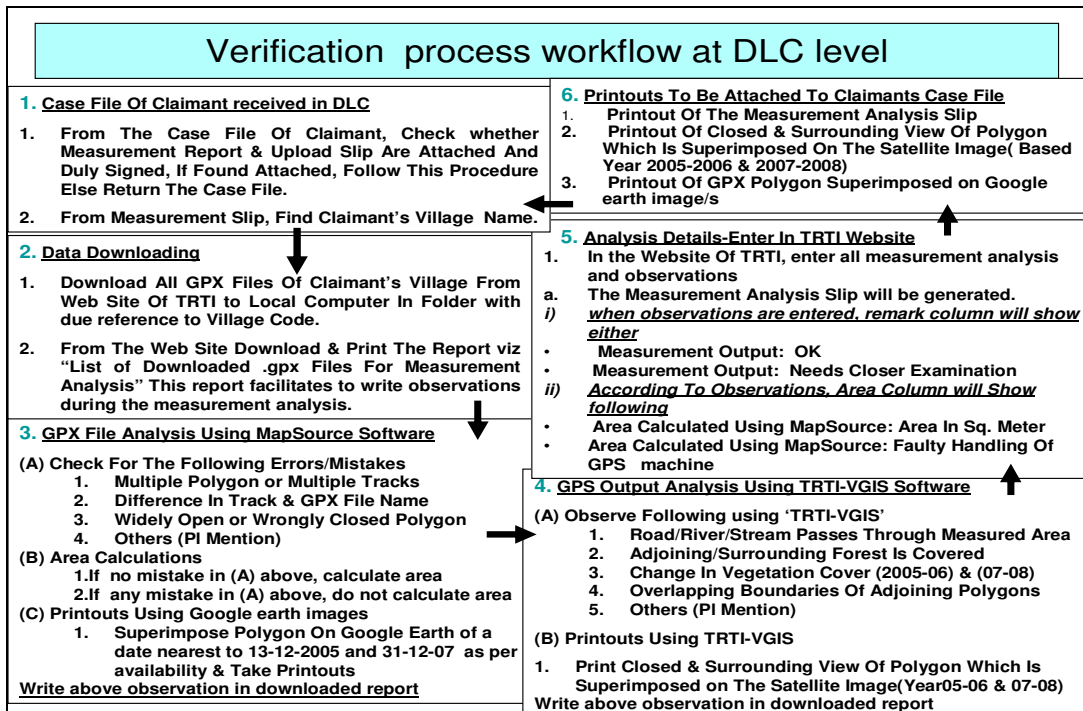 Verification process workflow at DLC level
1. Case File Of Claimant received in DLC
1. From The Case File Of Claimant, Check whether
Measurement Report & Upload Slip Are Attached And
Duly Signed, If Found Attached, Follow This Procedure
Else Return The Case File.
2. From Measurement Slip, Find Claimant's Village Name.
2. Data Downloading
1. Download All GPX Files Of Claimant's Village From
Web Site Of TRTI to Local Computer In Folder with
due reference to Village Code.
2. From The Web Site Download & Print The Report viz
"List of Downloaded .gpx Files For Measurement
Analysis" This report facilitates to write observations
during the measurement analysis.
3. GPX File Analysis Using MapSource Software
(A) Check For The Following Errors/Mistakes
1. Multiple Polygon or Multiple Tracks
2. Difference In Track & GPX File Name
3. Widely Open or Wrongly Closed Polygon
4. Others (Pl Mention)
(B) Area Calculations
1.If no mistake in (A) above, calculate area
2.If any mistake in (A) above, do not calculate area
(C) Printouts Using Google earth images
1. Superimpose Polygon On Google Earth of a
date nearest to 13-12-2005 and 31-12-07 as per
availability & Take Printouts
Write above observation in downloaded report
4. GPS Output Analysis Using TRTI-VGIS Software
(A) Observe Following using 'TRTI-VGIS'
1. Road/River/Stream Passes Through Measured Area
2. Adjoining/Surrounding Forest Is Covered
3. Change In Vegetation Cover (2005-06) & (07-08)
4. Overlapping Boundaries Of Adjoining Polygons
5. Others (Pl Mention)
(B) Printouts Using TRTI-VGIS
1. Print Closed & Surrounding View Of Polygon Which Is
Superimposed on The Satellite Image(Year05-06 & 07-08)
Write above observation in downloaded report
5. Analysis Details-Enter In TRTI Website
1. In the Website Of TRTI, enter all measurement analysis
and observations
a. The Measurement Analysis Slip will be generated.
i) when observations are entered, remark column will show
either
• Measurement Output: OK
• Measurement Output: Needs Closer Examination
ii) According To Observations, Area Column will Show
following
• Area Calculated Using MapSource: Area In Sq. Meter
• Area Calculated Using MapSource: Faulty Handling Of
GPS machine
6. Printouts To Be Attached To Claimants Case File
1. Printout Of The Measurement Analysis Slip
2. Printout Of Closed & Surrounding View Of Polygon
Which Is Superimposed On The Satellite Image( Based
Year 2005-2006 & 2007-2008)
3. Printout Of GPX Polygon Superimposed on Google
earth image/s